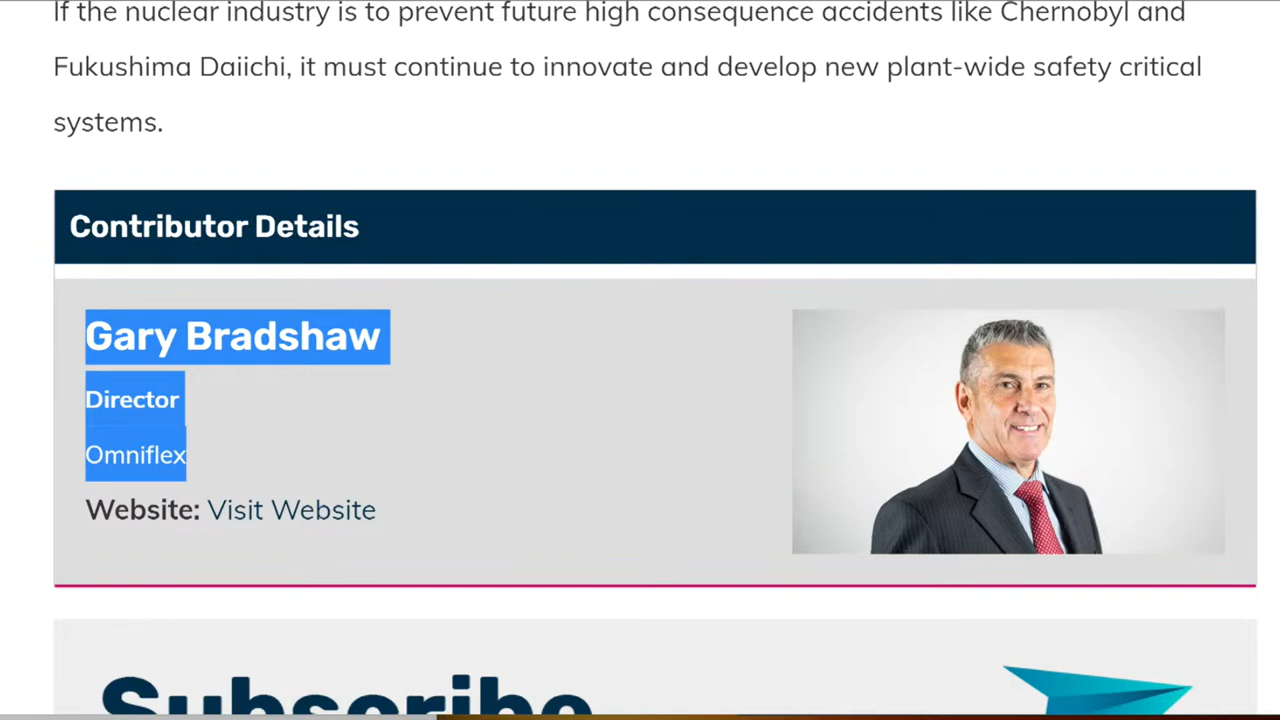 If the nuclear industry is to prevent future high consequence accidents like Chernobyl and
Fukushima Daiichi, it must continue to innovate and develop new plant-wide safety critical
systems.
Contributor Details
Gary Bradshaw
Director
Omniflex
Website: Visit Website
Subscribe